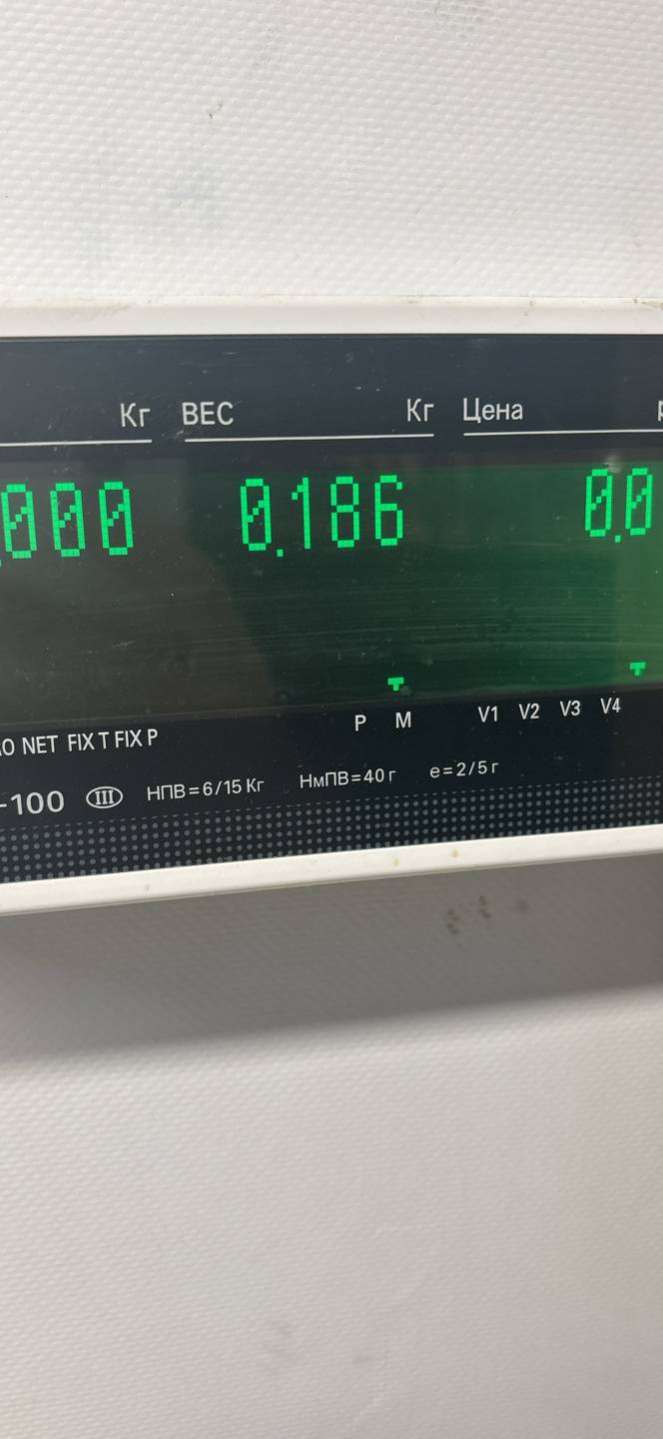 Кг ВЕС Кг Цена
.000 0.186 0.0
NET FIX T FIX P P M V1 V2 V3 V4
-100 III НПВ=6/15 Кг НмПВ=40 г e=2/5 г